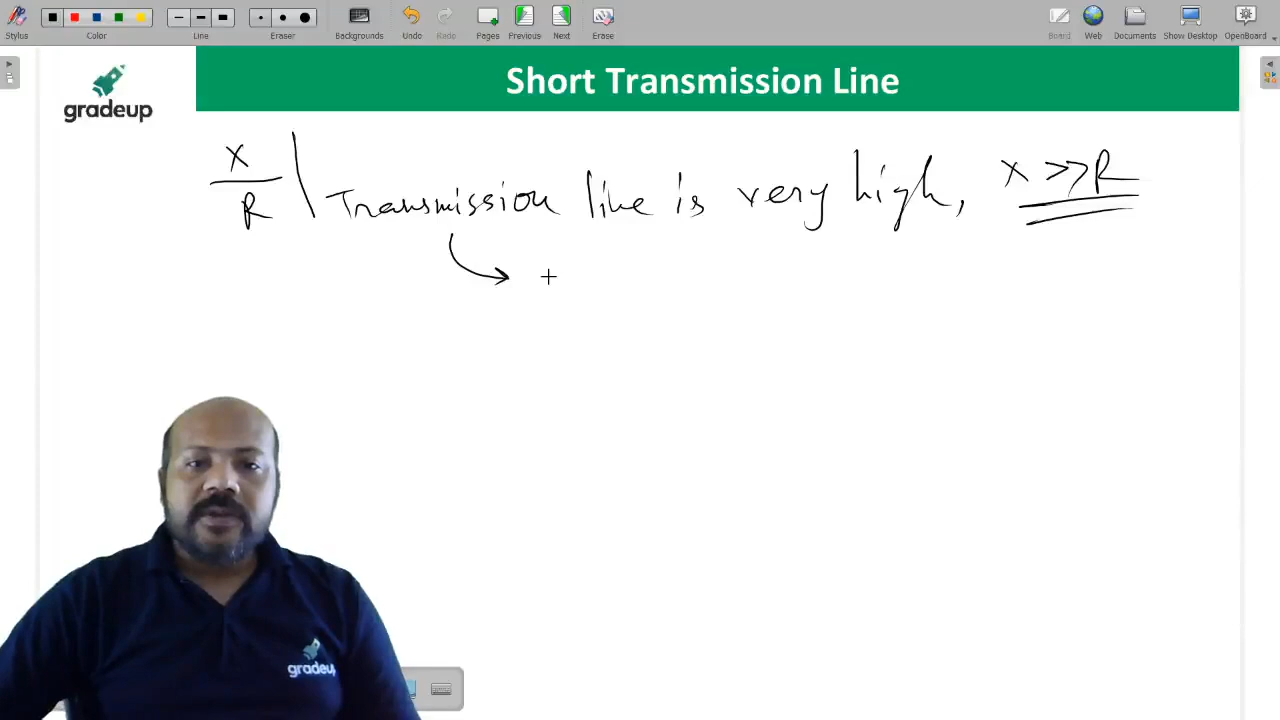 Stylus Color Line Eraser Backgrounds Undo Redo Pages Previous Next Erase Board Web Documents Show Desktop OpenBoard
gradeup
Short Transmission Line
X
R
Transmission line is very high, X >> R
gradeup